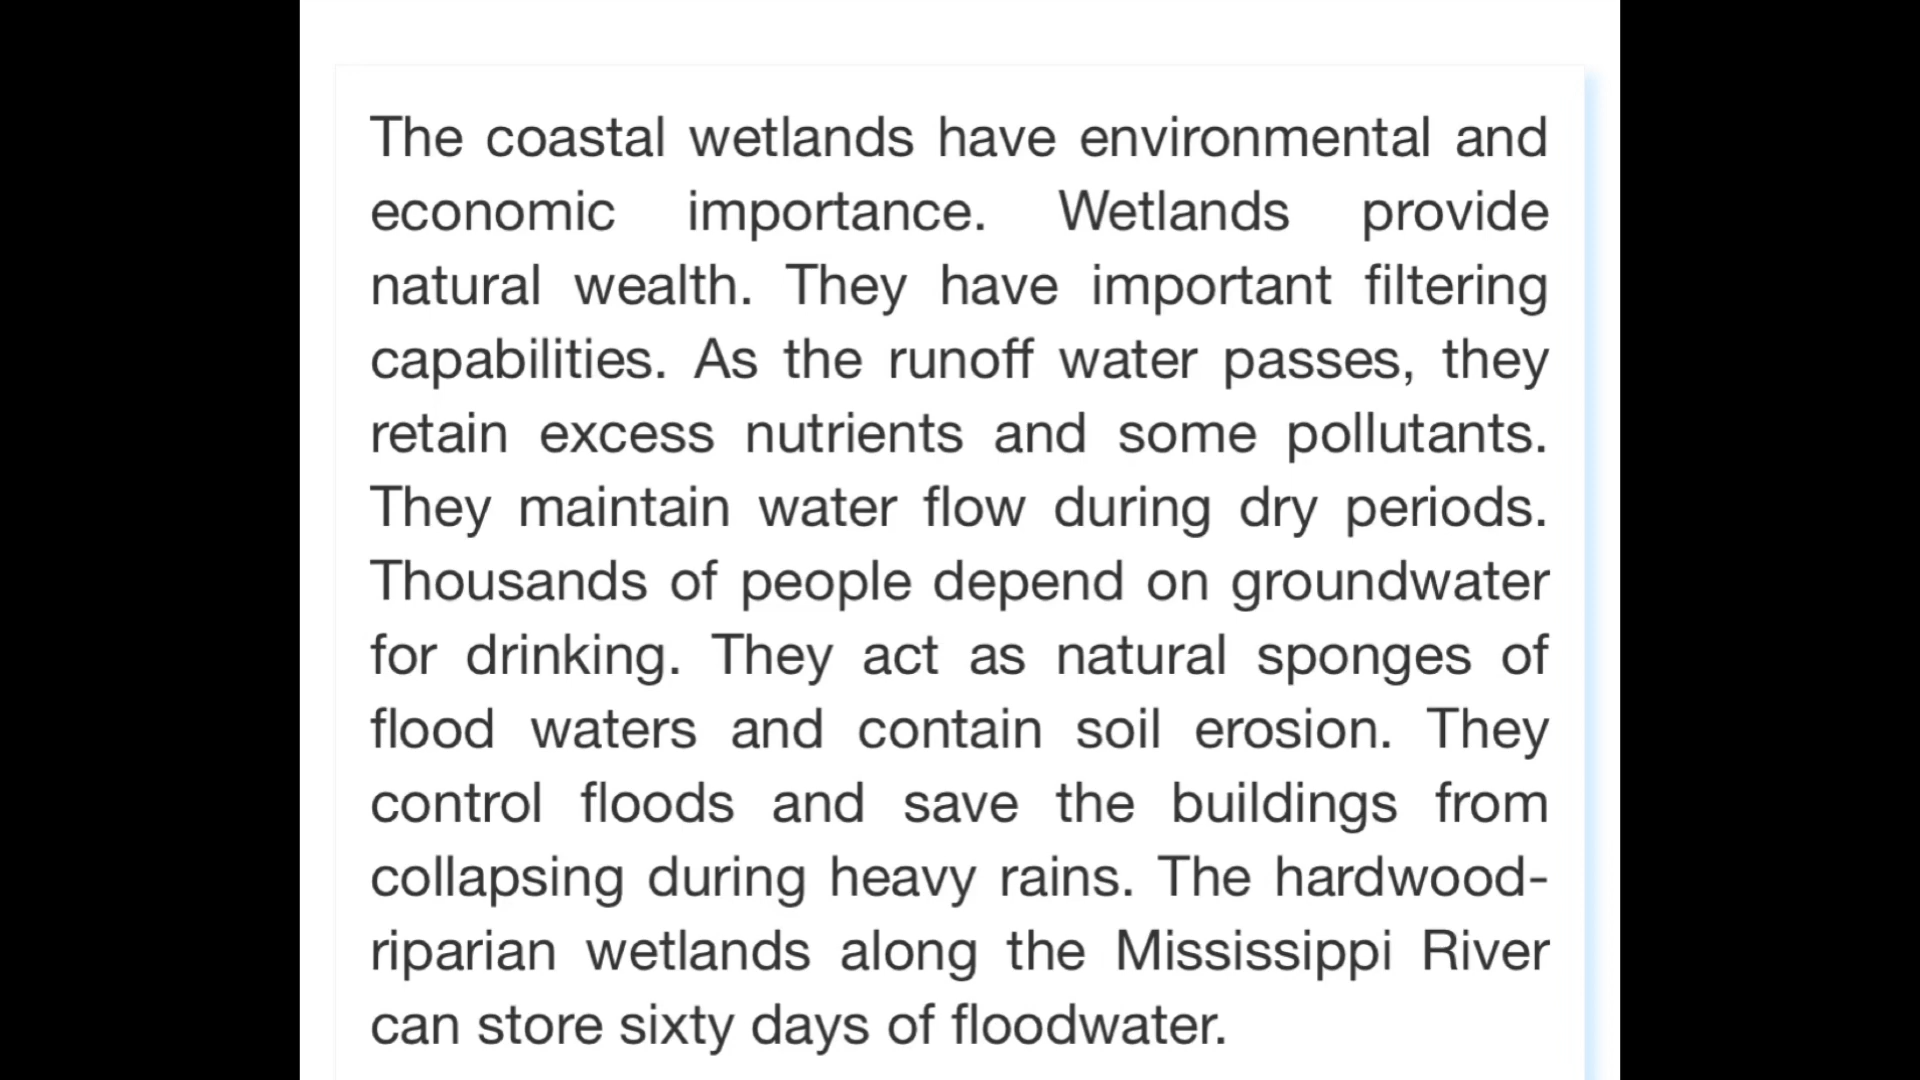 The coastal wetlands have environmental and
economic importance. Wetlands provide
natural wealth. They have important filtering
capabilities. As the runoff water passes, they
retain excess nutrients and some pollutants.
They maintain water flow during dry periods.
Thousands of people depend on groundwater
for drinking. They act as natural sponges of
flood waters and contain soil erosion. They
control floods and save the buildings from
collapsing during heavy rains. The hardwood-
riparian wetlands along the Mississippi River
can store sixty days of floodwater.